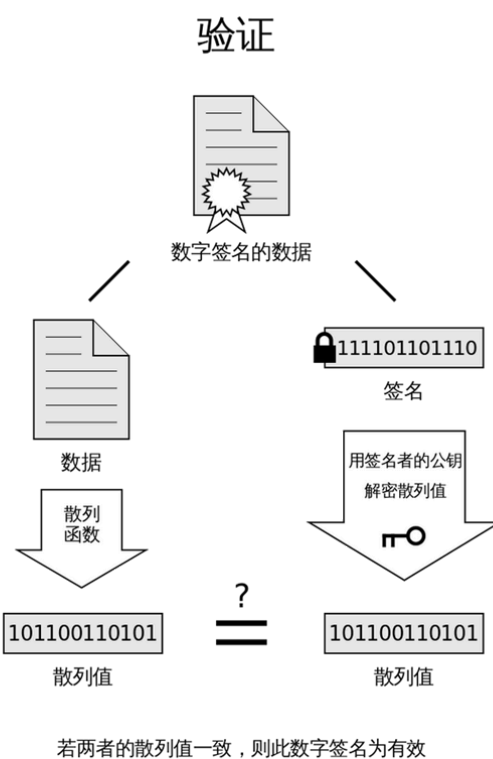 验证
数字签名的数据
数据
散列
函数
101100110101
散列值
111101101110
签名
用签名者的公钥
解密散列值
?
101100110101
散列值
若两者的散列值一致，则此数字签名为有效